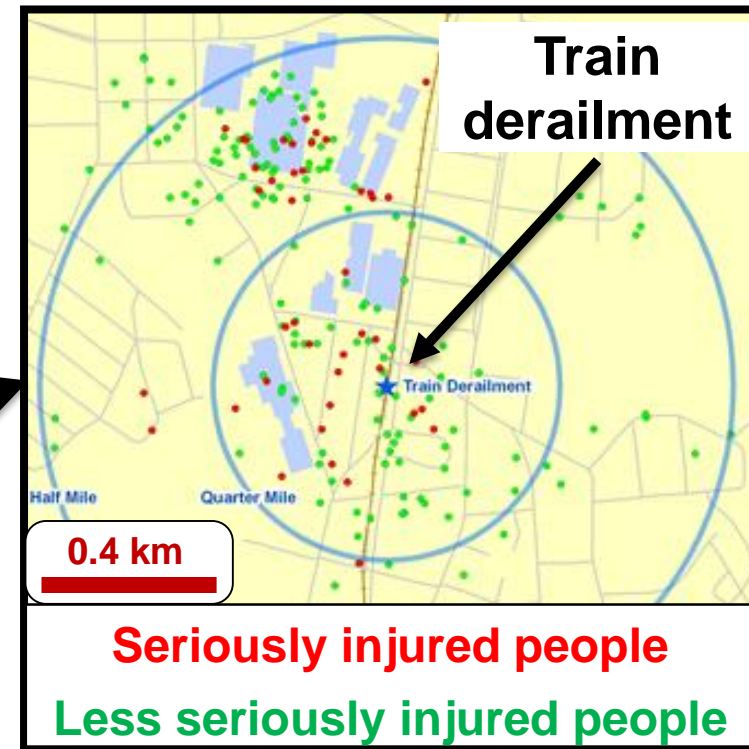 Train
derailment
Train Derailment
Half Mile
Quarter Mile
0.4 km
Seriously injured people
Less seriously injured people